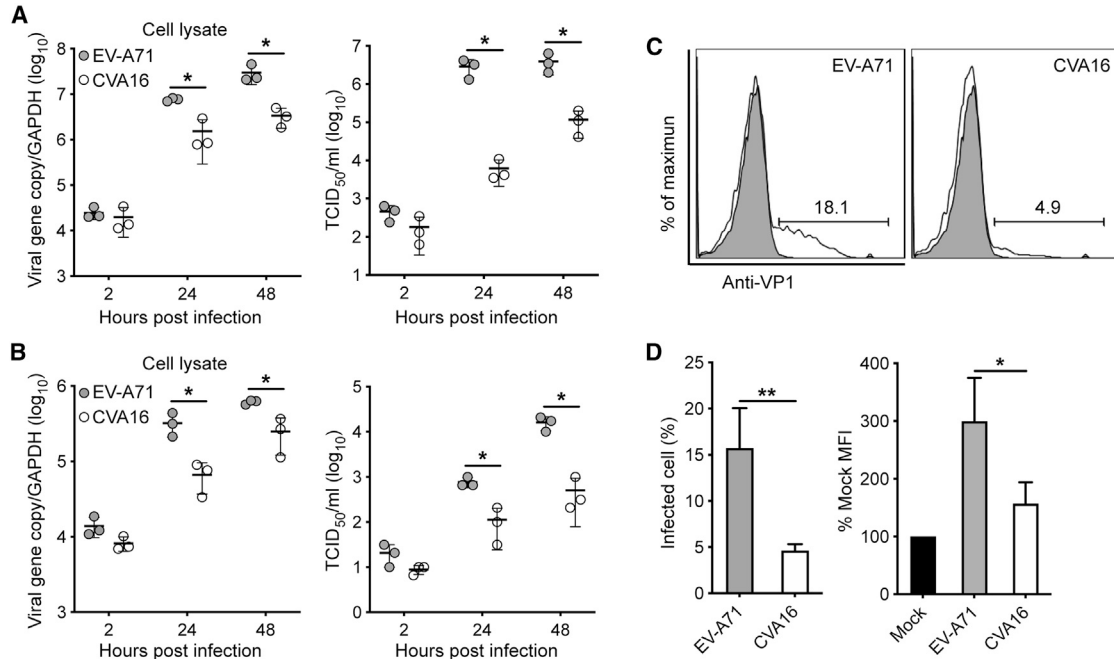 A
Cell lysate
EV-A71
CVA16
Viral gene copy/GAPDH (log10)
8
7
6
5
4
3
2
24
48
Hours post infection
*
*
TCID50/ml (log10)
7
6
5
4
3
2
1
2
24
48
Hours post infection
*
*
B
Cell lysate
EV-A71
CVA16
Viral gene copy/GAPDH (log10)
6
5
4
3
2
24
48
Hours post infection
*
*
TCID50/ml (log10)
5
4
3
2
1
2
24
48
Hours post infection
*
*
C
EV-A71
CVA16
% of maximun
18.1
4.9
Anti-VP1
D
Infected cell (%)
25
20
15
10
5
0
**
EV-A71
CVA16
% Mock MFI
400
300
200
100
0
*
Mock
EV-A71
CVA16